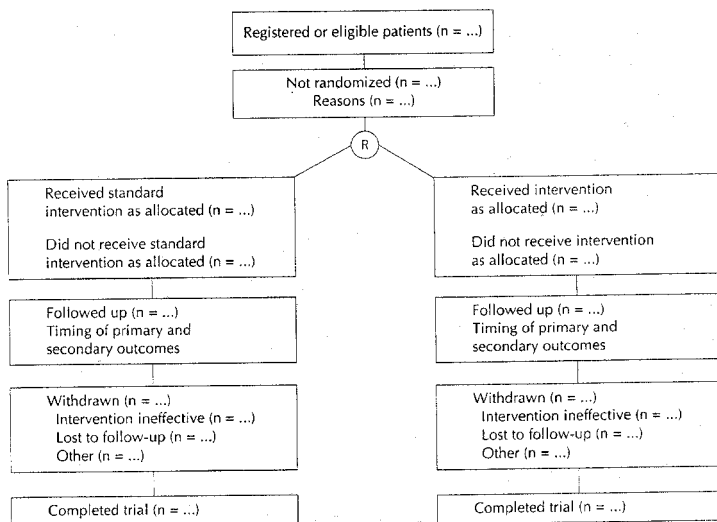 Registered or eligible patients (n = ...)
Not randomized (n = ...)
Reasons (n = ...)
R
Received standard
intervention as allocated (n = ...)
Did not receive standard
intervention as allocated (n = ...)
Followed up (n = ...)
Timing of primary and
secondary outcomes
Withdrawn (n = ...)
Intervention ineffective (n = ...)
Lost to follow-up (n = ...)
Other (n = ...)
Completed trial (n = ...)
Received intervention
as allocated (n = ...)
Did not receive intervention
as allocated (n = ...)
Followed up (n = ...)
Timing of primary and
secondary outcomes
Withdrawn (n = ...)
Intervention ineffective (n = ...)
Lost to follow-up (n = ...)
Other (n = ...)
Completed trial (n = ...)